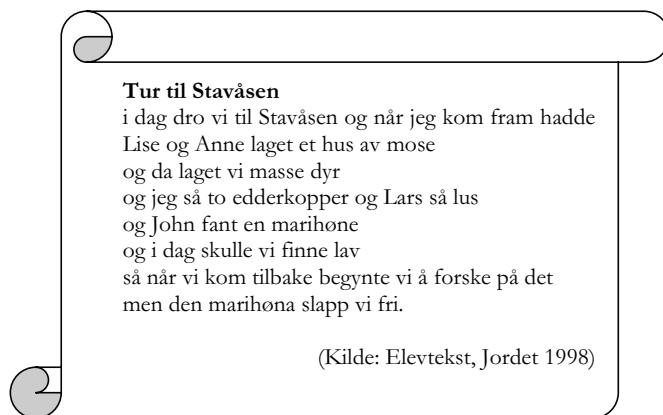 Tur til Stavåsen
i dag dro vi til Stavåsen og når jeg kom fram hadde
Lise og Anne laget et hus av mose
og da laget vi masse dyr
og jeg så to edderkopper og Lars så lus
og John fant en marihøne
og i dag skulle vi finne lav
så når vi kom tilbake begynte vi å forske på det
men den marihøna slapp vi fri.
(Kilde: Elevtekst, Jordet 1998)